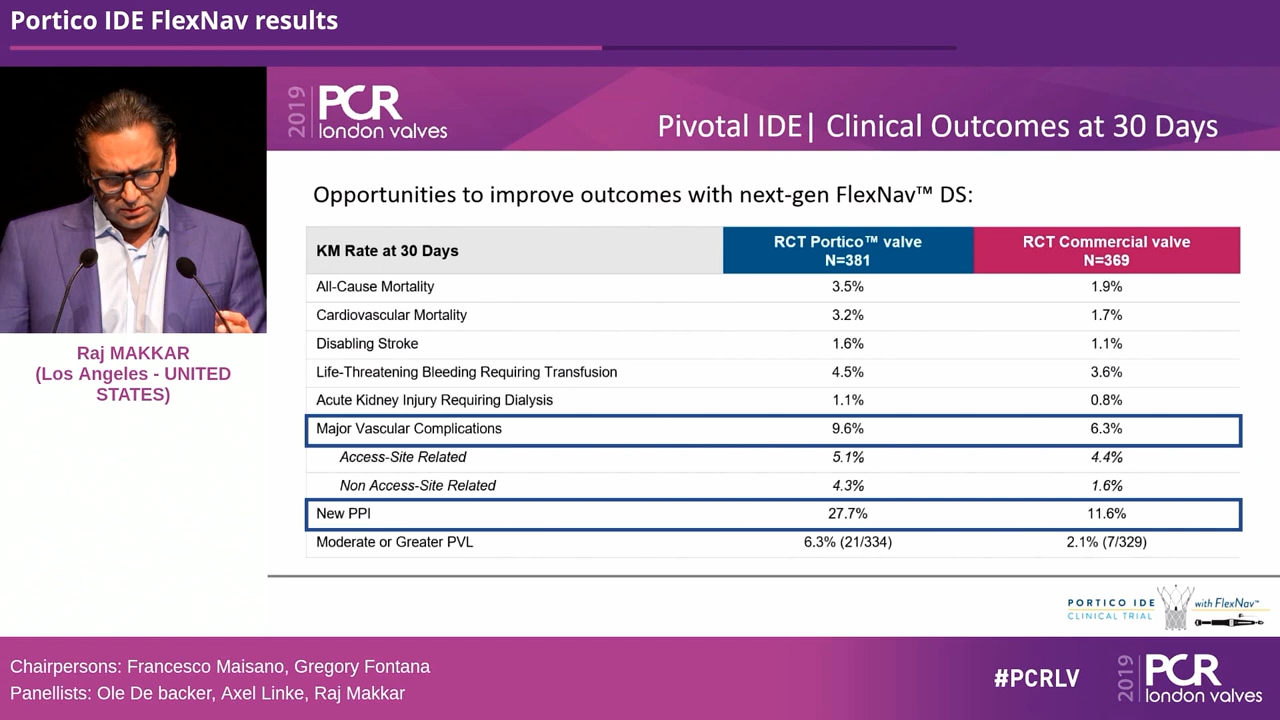 Portico IDE FlexNav results
2019 PCR
london valves
Pivotal IDE| Clinical Outcomes at 30 Days
Raj MAKKAR
(Los Angeles - UNITED
STATES)
Opportunities to improve outcomes with next-gen FlexNav™ DS:
KM Rate at 30 Days RCT Portico™ valve N=381 RCT Commercial valve N=369
All-Cause Mortality 3.5% 1.9%
Cardiovascular Mortality 3.2% 1.7%
Disabling Stroke 1.6% 1.1%
Life-Threatening Bleeding Requiring Transfusion 4.5% 3.6%
Acute Kidney Injury Requiring Dialysis 1.1% 0.8%
Major Vascular Complications 9.6% 6.3%
Access-Site Related 5.1% 4.4%
Non Access-Site Related 4.3% 1.6%
New PPI 27.7% 11.6%
Moderate or Greater PVL 6.3% (21/334) 2.1% (7/329)
PORTICO IDE with FlexNav™
CLINICAL TRIAL
Chairpersons: Francesco Maisano, Gregory Fontana
Panellists: Ole De backer, Axel Linke, Raj Makkar
#PCRLV
2019 PCR
london valves